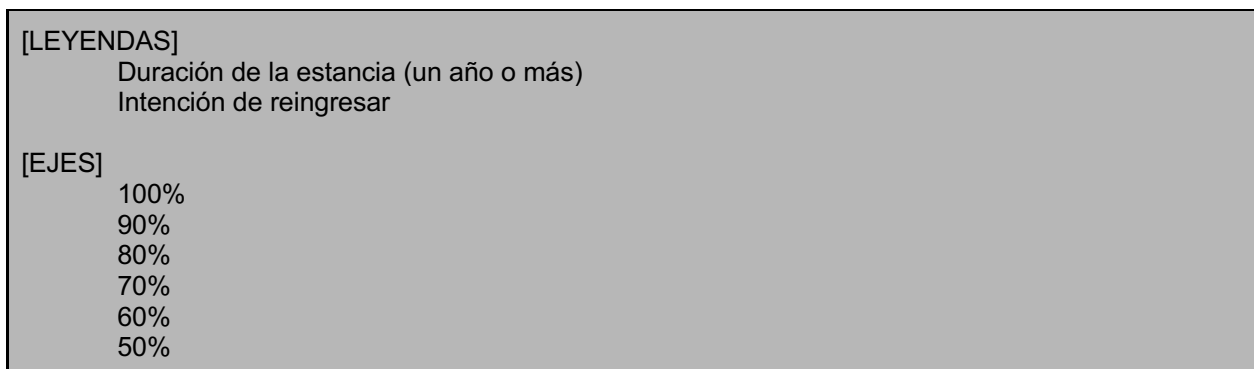 [LEYENDAS]
Duración de la estancia (un año o más)
Intención de reingresar
[EJES]
100%
90%
80%
70%
60%
50%